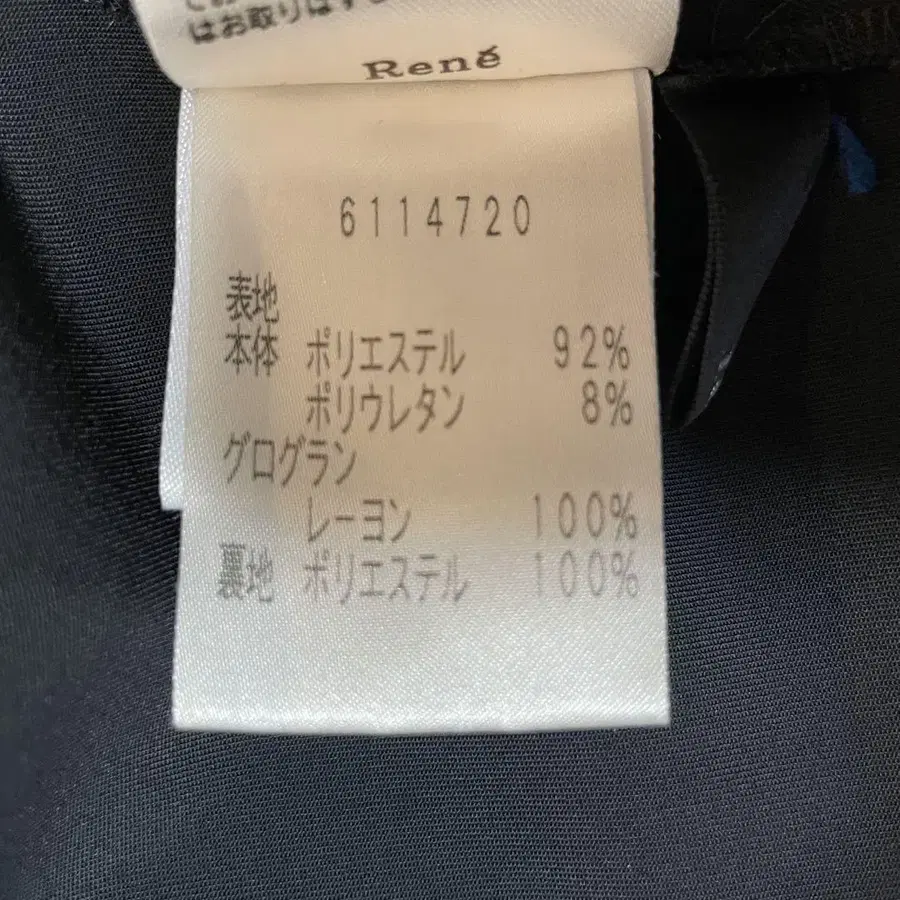 はお取りはず
René
6114720
表地
本体 ポリエステル 92%
ポリウレタン 8%
グログラン
レーヨン 100%
裏地 ポリエステル 100%